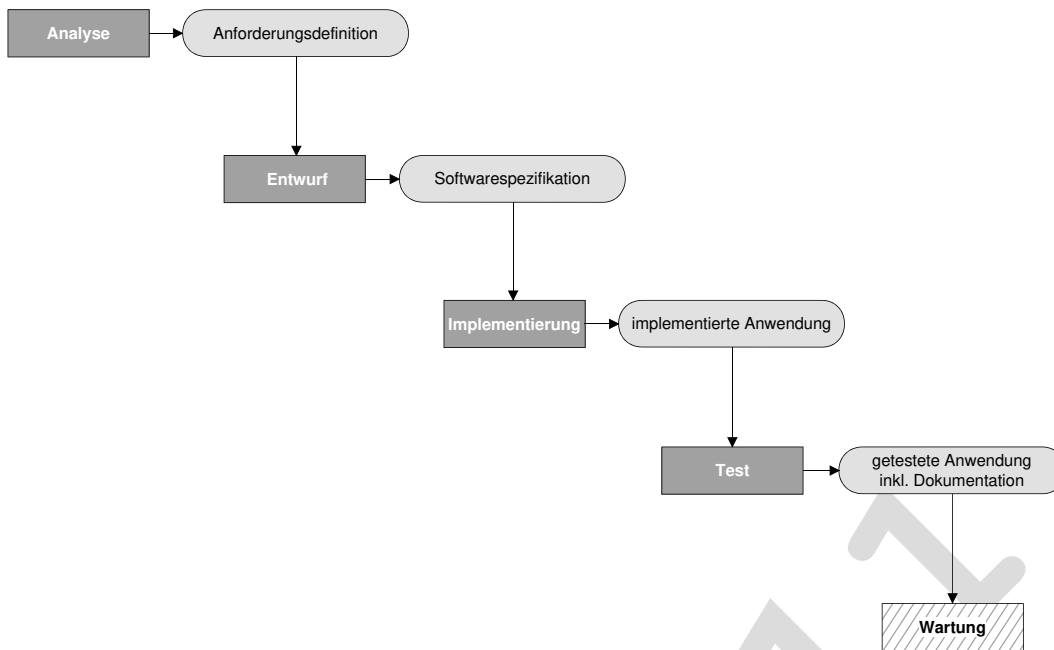 Analyse
Anforderungsdefinition
Entwurf
Softwarespezifikation
Implementierung
implementierte Anwendung
Test
getestete Anwendung
inkl. Dokumentation
Wartung